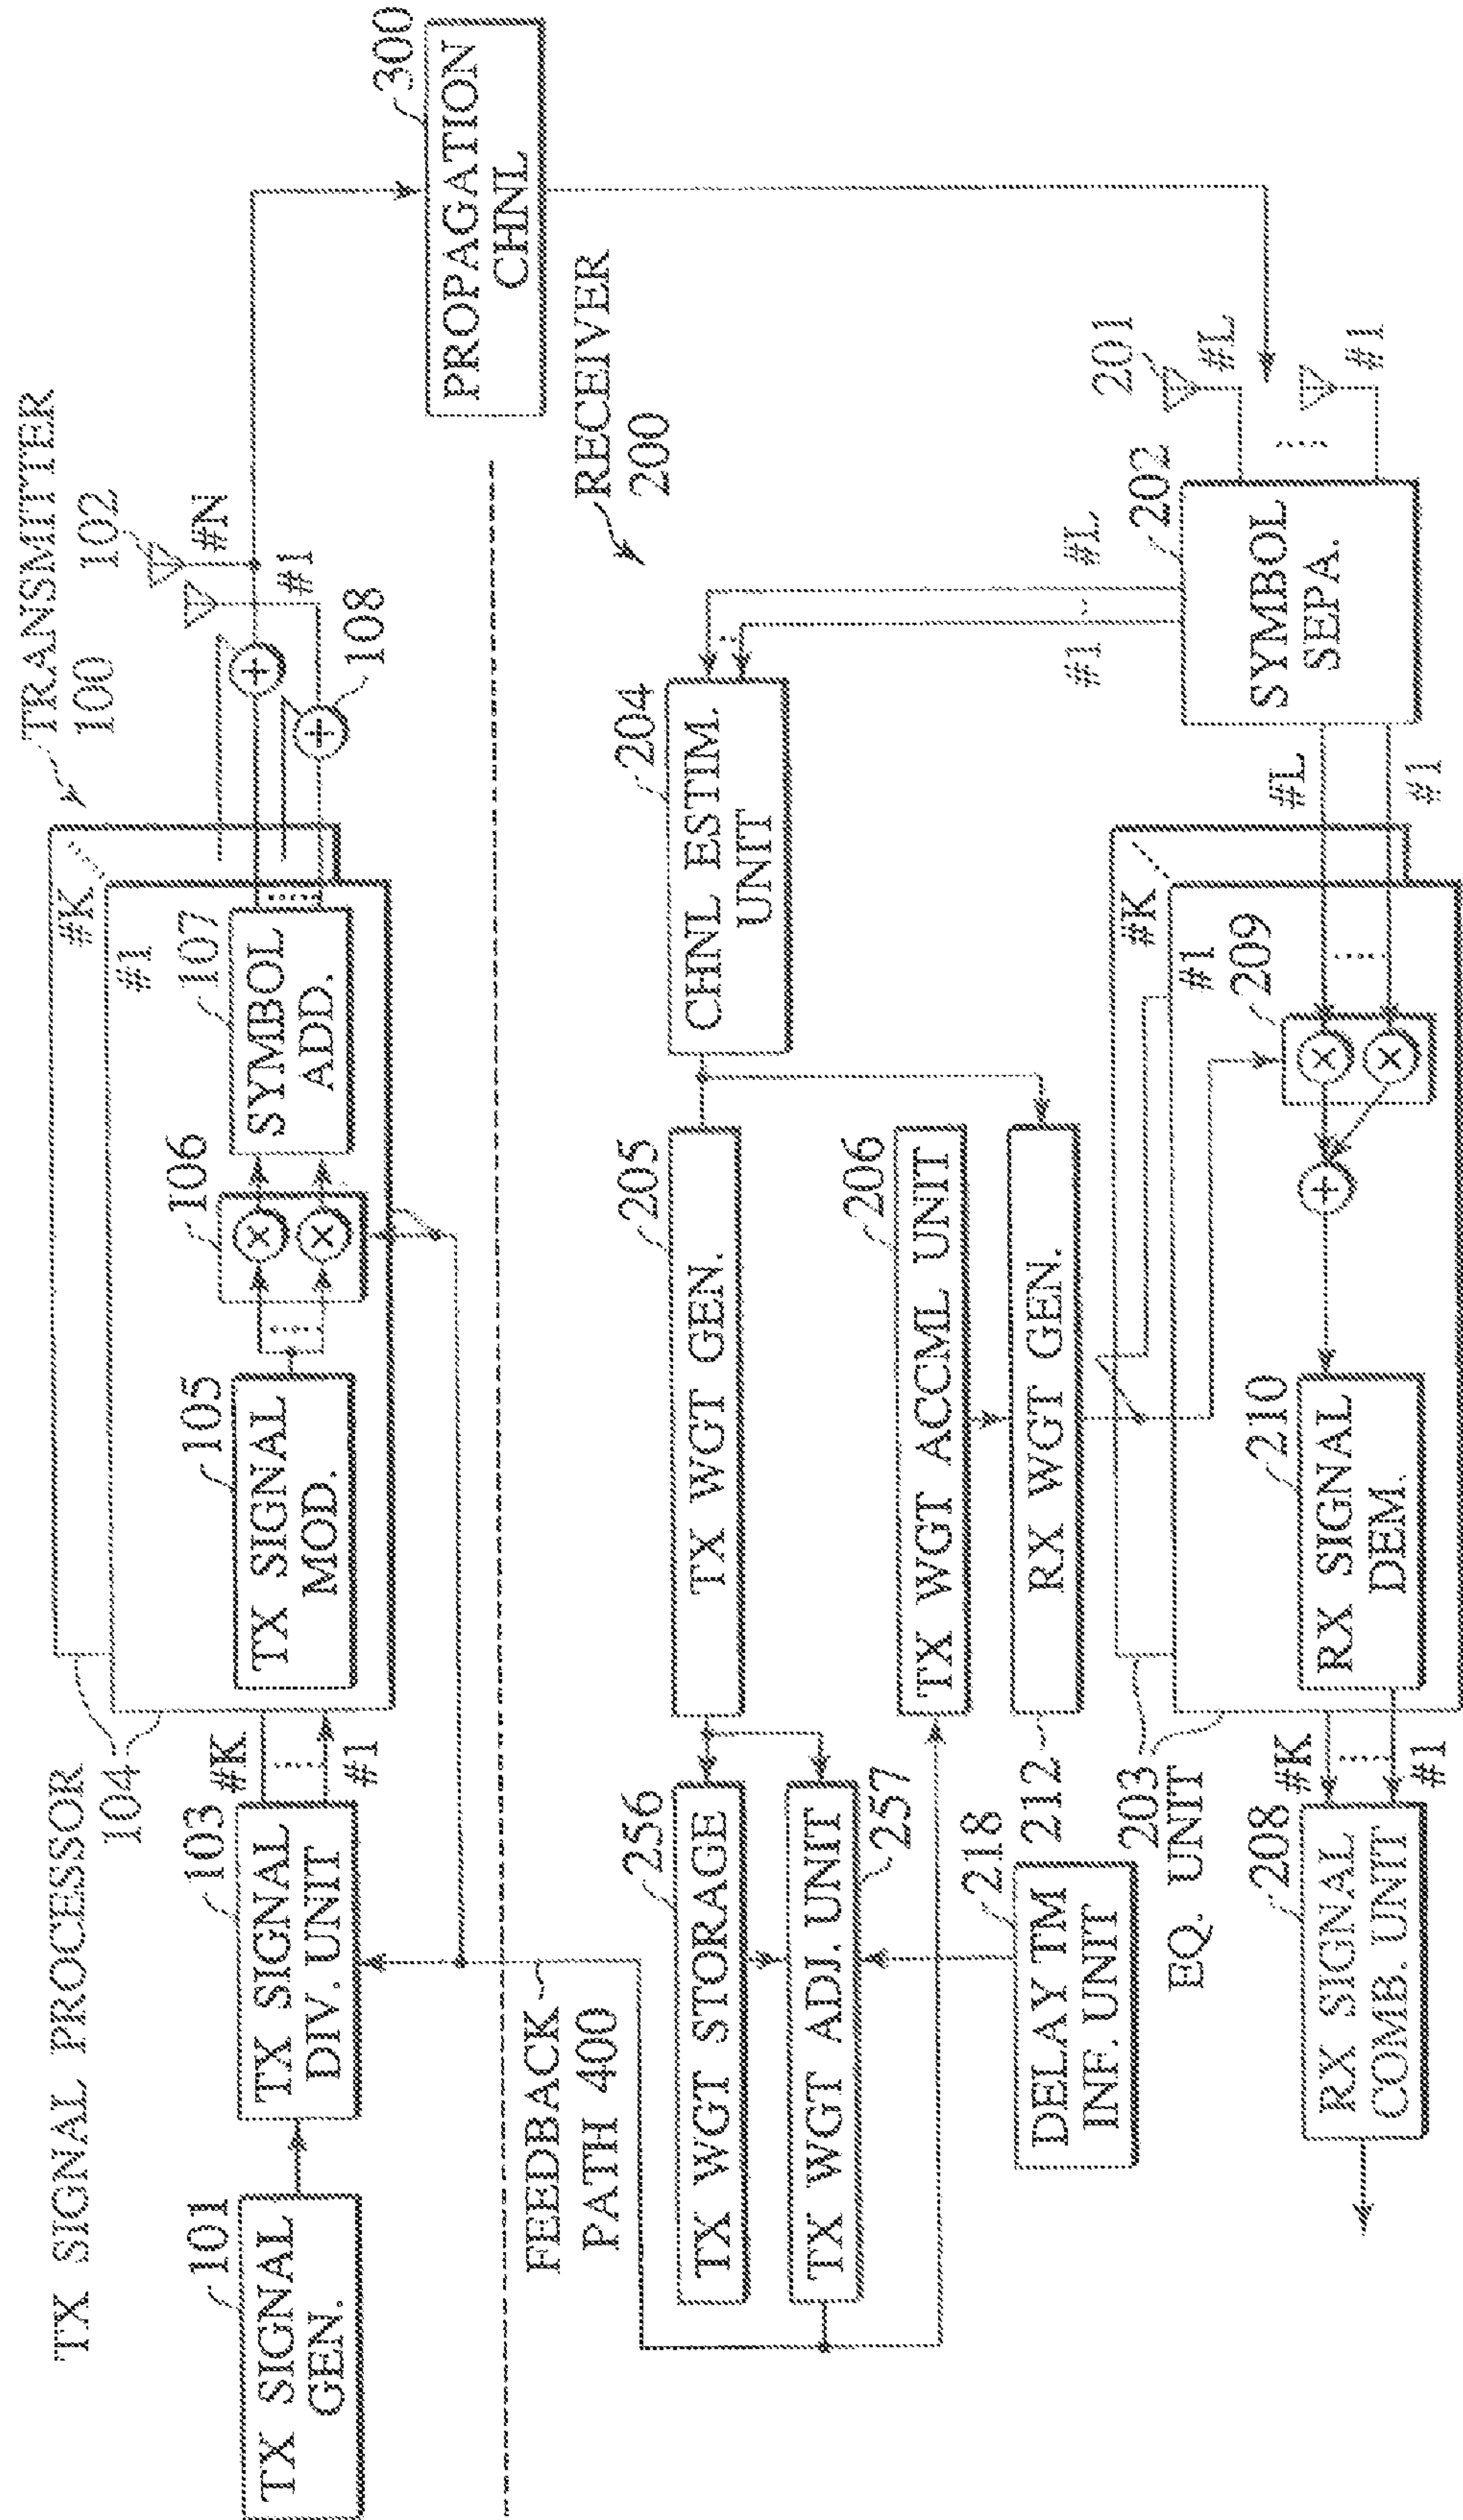 TX SIGNAL PROCESSOR
104
TRANSMITTER
100
102
#N
#1
108
#K
#1
TX SIGNAL
GEN.
101
TX SIGNAL
DIV. UNIT
103
#K
#1
TX SIGNAL
MOD.
105
106
SYMBOL
ADD.
107
PROPAGATION
CHNL
300
FEEDBACK
PATH 400
RECEIVER
200
TX WGT STORAGE
256
TX WGT ADJ. UNIT
257
DELAY TM
INF. UNIT
218
TX WGT GEN.
205
TX WGT ACCML UNIT
206
RX WGT GEN.
212
CHNL ESTIM.
UNIT
204
#1
#L
201
#L
#1
SYMBOL
SEPA.
202
#L
#1
203
EQ. UNIT
#K
#1
209
RX SIGNAL
DEM.
210
#K
#1
RX SIGNAL
COMB. UNIT
208